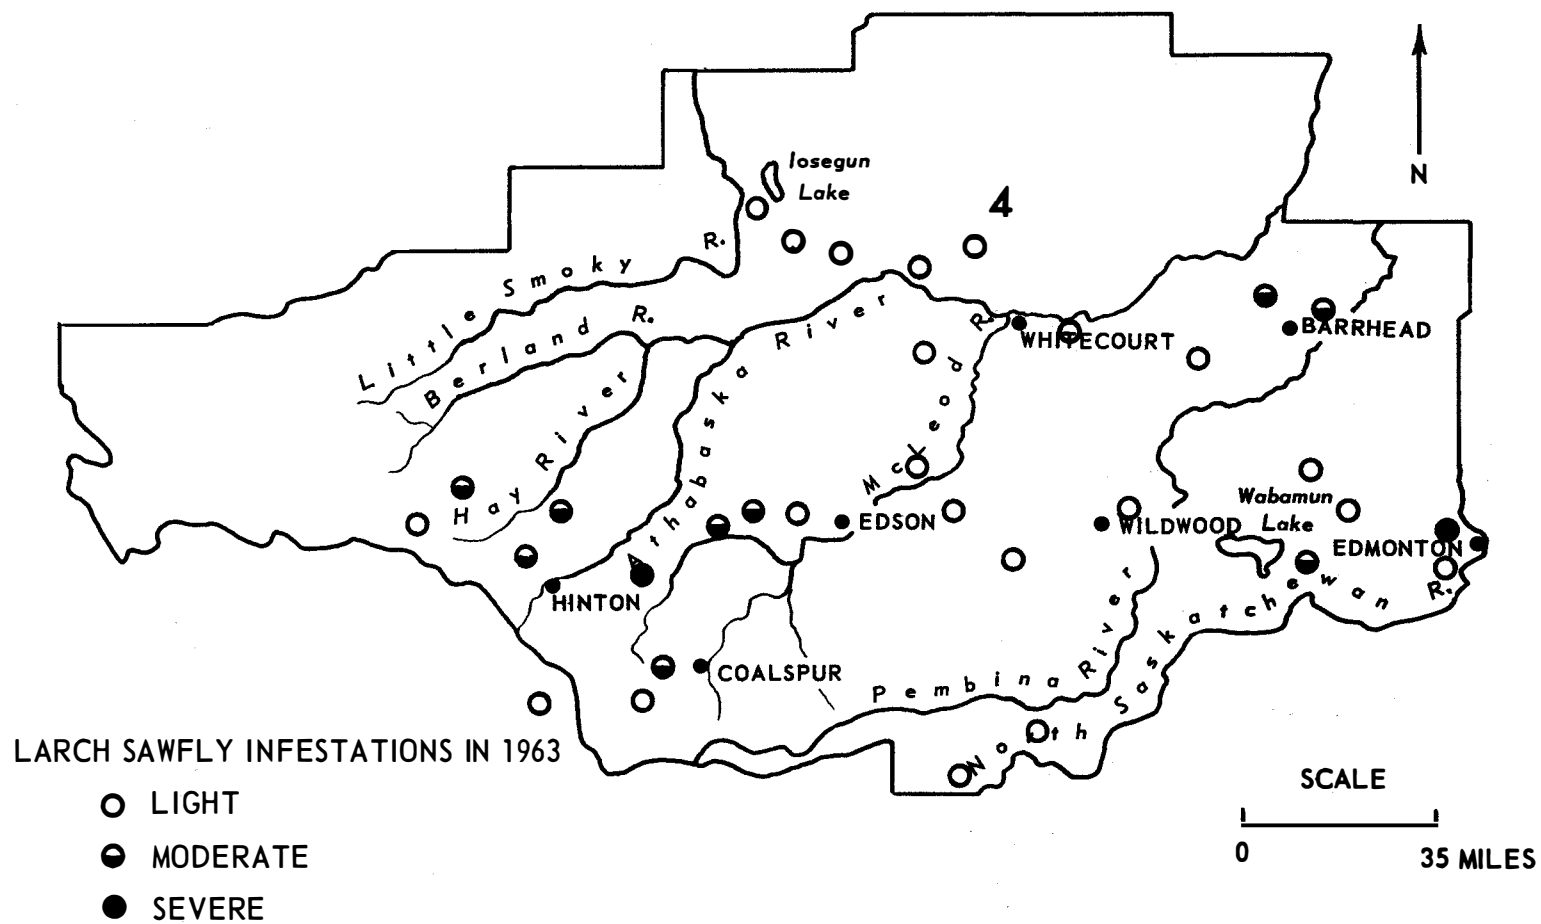 Iosegun
Lake
4
N
Little Smoky R.
Berland R.
Hay River
Athabaska River
McLeod R.
WHITECOURT
BARRHEAD
Wabamun
Lake
EDSON
WILDWOOD
EDMONTON
HINTON
COALSPUR
Pembina River
North Saskatchewan R.
LARCH SAWFLY INFESTATIONS IN 1963
LIGHT
MODERATE
SEVERE
SCALE
0 35 MILES